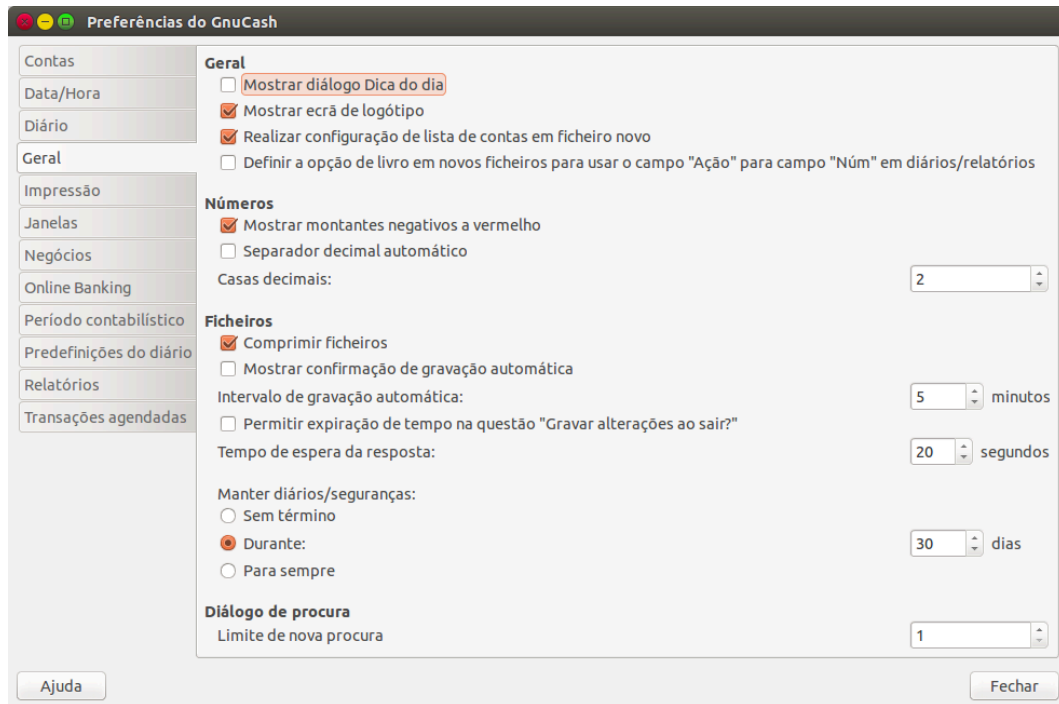 Preferências do GnuCash
Contas
Data/Hora
Diário
Geral
Impressão
Janelas
Negócios
Online Banking
Período contabilístico
Predefinições do diário
Relatórios
Transações agendadas
Geral
Mostrar diálogo Dica do dia
Mostrar ecrã de logótipo
Realizar configuração de lista de contas em ficheiro novo
Definir a opção de livro em novos ficheiros para usar o campo "Ação" para campo "Núm" em diários/relatórios
Números
Mostrar montantes negativos a vermelho
Separador decimal automático
Casas decimais: 2
Ficheiros
Comprimir ficheiros
Mostrar confirmação de gravação automática
Intervalo de gravação automática: 5 minutos
Permitir expiração de tempo na questão "Gravar alterações ao sair?"
Tempo de espera da resposta: 20 segundos
Manter diários/seguranças:
Sem término
Durante: 30 dias
Para sempre
Diálogo de procura
Limite de nova procura 1
Ajuda Fechar